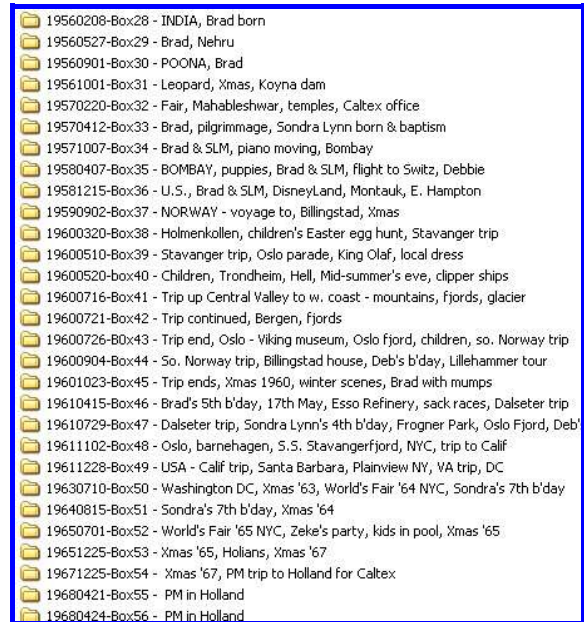 19560208-Box28 - INDIA, Brad born
19560527-Box29 - Brad, Nehru
19560901-Box30 - POONA, Brad
19561001-Box31 - Leopard, Xmas, Koyna dam
19570220-Box32 - Fair, Mahableshwar, temples, Caltex office
19570412-Box33 - Brad, pilgrimmage, Sondra Lynn born & baptism
19571007-Box34 - Brad & SLM, piano moving, Bombay
19580407-Box35 - BOMBAY, puppies, Brad & SLM, flight to Switz, Debbie
19581215-Box36 - U.S., Brad & SLM, DisneyLand, Montauk, E. Hampton
19590902-Box37 - NORWAY - voyage to, Billingstad, Xmas
19600320-Box38 - Holmenkollen, children's Easter egg hunt, Stavanger trip
19600510-Box39 - Stavanger trip, Oslo parade, King Olaf, local dress
19600520-box40 - Children, Trondheim, Hell, Mid-summer's eve, clipper ships
19600716-Box41 - Trip up Central Valley to w. coast - mountains, fjords, glacier
19600721-Box42 - Trip continued, Bergen, fjords
19600726-B0x43 - Trip end, Oslo - Viking museum, Oslo fjord, children, so. Norway trip
19600904-Box44 - So. Norway trip, Billingstad house, Deb's b'day, Lillehammer tour
19601023-Box45 - Trip ends, Xmas 1960, winter scenes, Brad with mumps
19610415-Box46 - Brad's 5th b'day, 17th May, Esso Refinery, sack races, Dalseter trip
19610729-Box47 - Dalseter trip, Sondra Lynn's 4th b'day, Frogner Park, Oslo Fjord, Deb'
19611102-Box48 - Oslo, barnehagen, S.S. Stavangerfjord, NYC, trip to Calif
19611228-Box49 - USA - Calif trip, Santa Barbara, Plainview NY, VA trip, DC
19630710-Box50 - Washington DC, Xmas '63, World's Fair '64 NYC, Sondra's 7th b'day
19640815-Box51 - Sondra's 7th b'day, Xmas '64
19650701-Box52 - World's Fair '65 NYC, Zeke's party, kids in pool, Xmas '65
19651225-Box53 - Xmas '65, Holians, Xmas '67
19671225-Box54 - Xmas '67, PM trip to Holland for Caltex
19680421-Box55 - PM in Holland
19680424-Box56 - PM in Holland